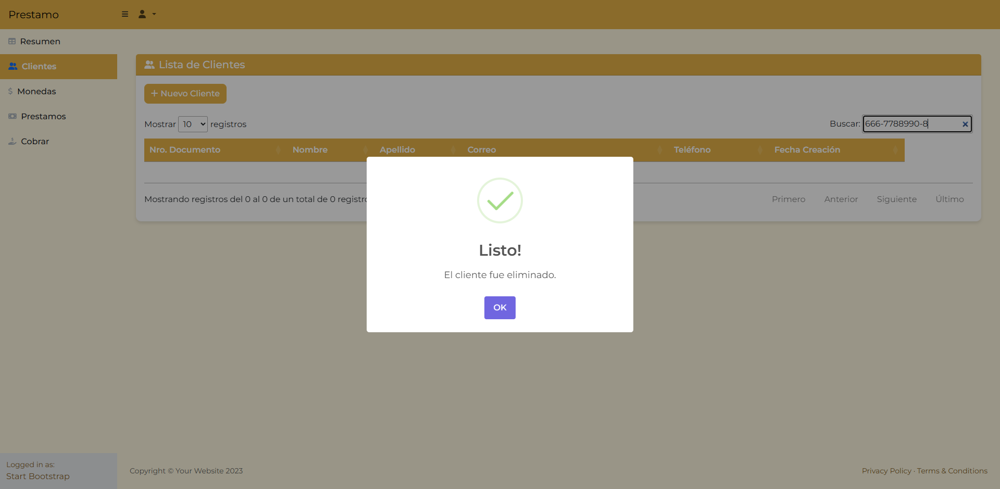 Prestamo
Resumen
Clientes
Monedas
Prestamos
Cobrar
Lista de Clientes
+ Nuevo Cliente
Mostrar 10 registros
Buscar: 666-7788990-8
Nro. Documento Nombre Apellido Correo Teléfono Fecha Creación
Mostrando registros del 0 al 0 de un total de 0
Primero Anterior Siguiente Último
Listo!
El cliente fue eliminado.
OK
Logged in as:
Start Bootstrap
Copyright © Your Website 2023
Privacy Policy · Terms & Conditions